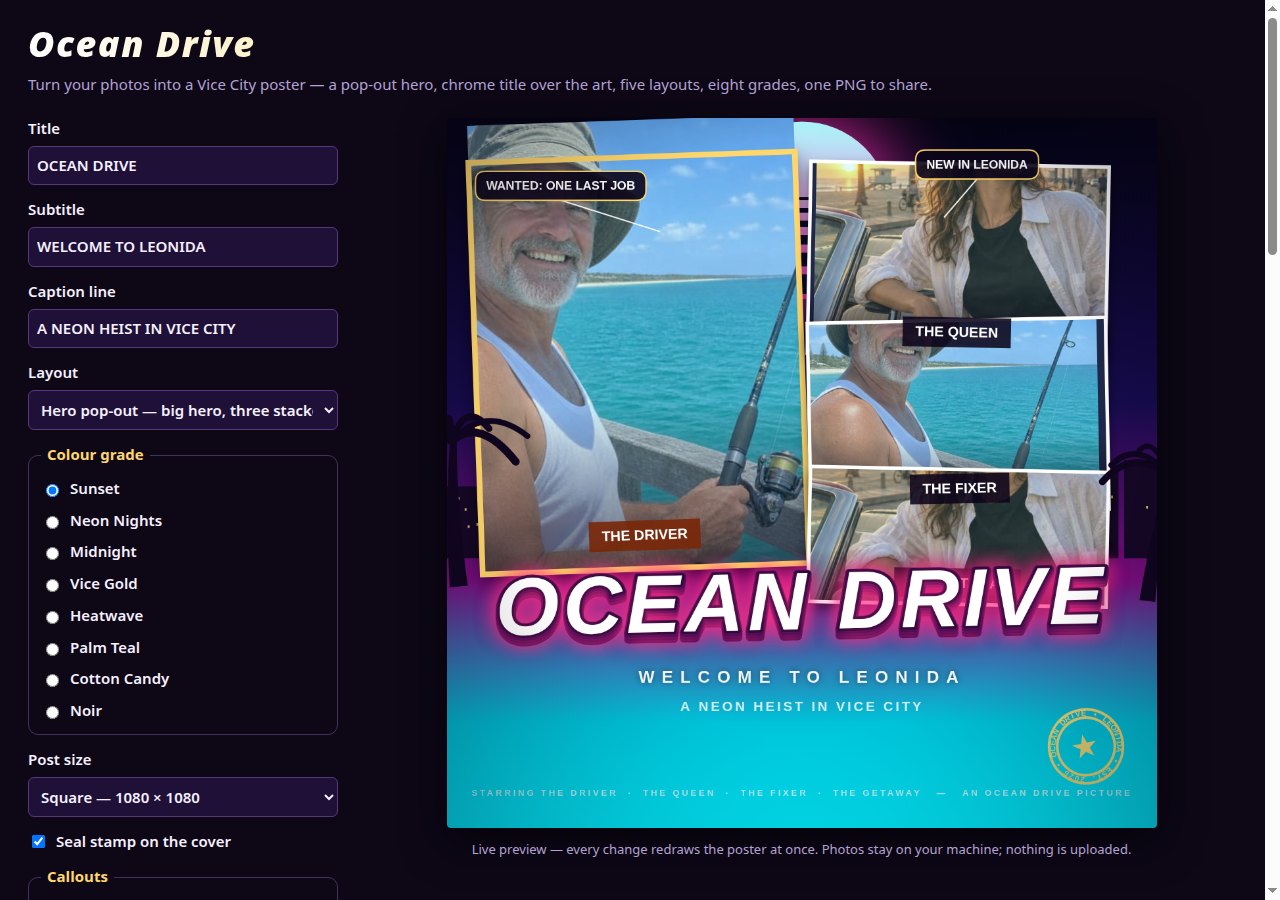 Ocean Drive
Turn your photos into a Vice City poster — a pop-out hero, chrome title over the art, five layouts, eight grades, one PNG to share.
Title
OCEAN DRIVE
Subtitle
WELCOME TO LEONIDA
Caption line
A NEON HEIST IN VICE CITY
Layout
Hero pop-out — big hero, three stack
Colour grade
Sunset
Neon Nights
Midnight
Vice Gold
Heatwave
Palm Teal
Cotton Candy
Noir
Post size
Square — 1080 × 1080
Seal stamp on the cover
Callouts
WANTED: ONE LAST JOB
NEW IN LEONIDA
THE QUEEN
THE FIXER
THE DRIVER
OCEAN DRIVE
WELCOME TO LEONIDA
A NEON HEIST IN VICE CITY
OCEAN DRIVE • LEONIDA
STARRING THE DRIVER · THE QUEEN · THE FIXER · THE GETAWAY — AN OCEAN DRIVE PICTURE
Live preview — every change redraws the poster at once. Photos stay on your machine; nothing is uploaded.